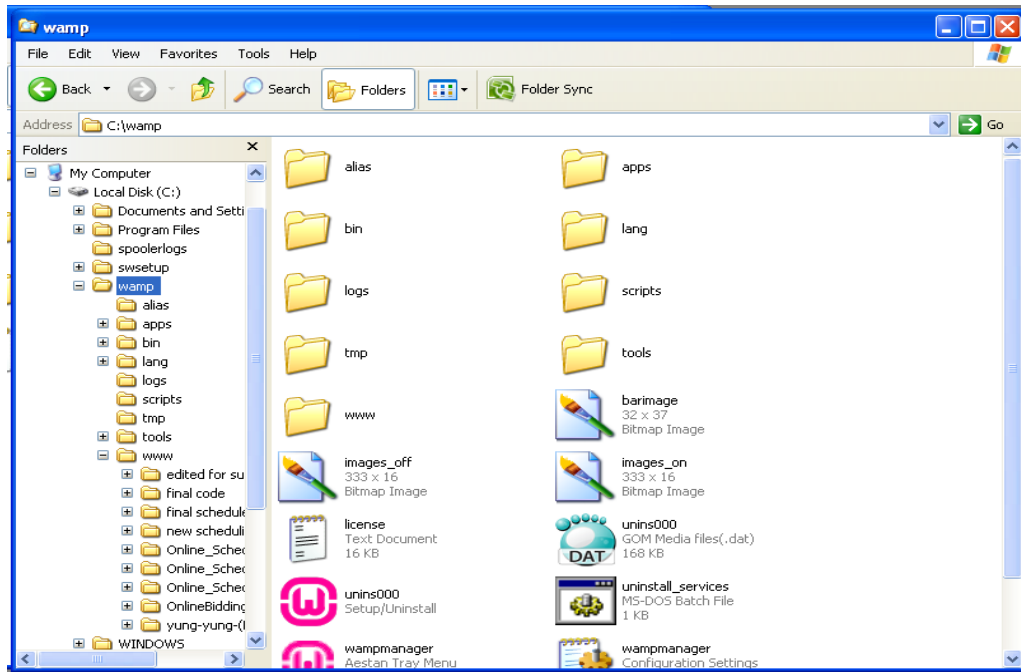 wamp
File Edit View Favorites Tools Help
Back Search Folders Folder Sync
Address C:\wamp Go
Folders
My Computer
Local Disk (C:)
Documents and Setti
Program Files
spoolerlogs
swsetup
wamp
alias
apps
bin
lang
logs
scripts
tmp
tools
www
edited for su
final code
final schedule
new scheduli
Online_Sched
Online_Sched
Online_Sched
OnlineBidding
yung-yung-(
WINDOWS
alias
apps
bin
lang
logs
scripts
tmp
tools
www
barimage
32 x 37
Bitmap Image
images_off
333 x 16
Bitmap Image
images_on
333 x 16
Bitmap Image
license
Text Document
16 KB
DAT
unins000
GOM Media files(.dat)
168 KB
unins000
Setup/Uninstall
uninstall_services
MS-DOS Batch File
1 KB
wampmanager
Aestan Tray Menu
wampmanager
Configuration Settings